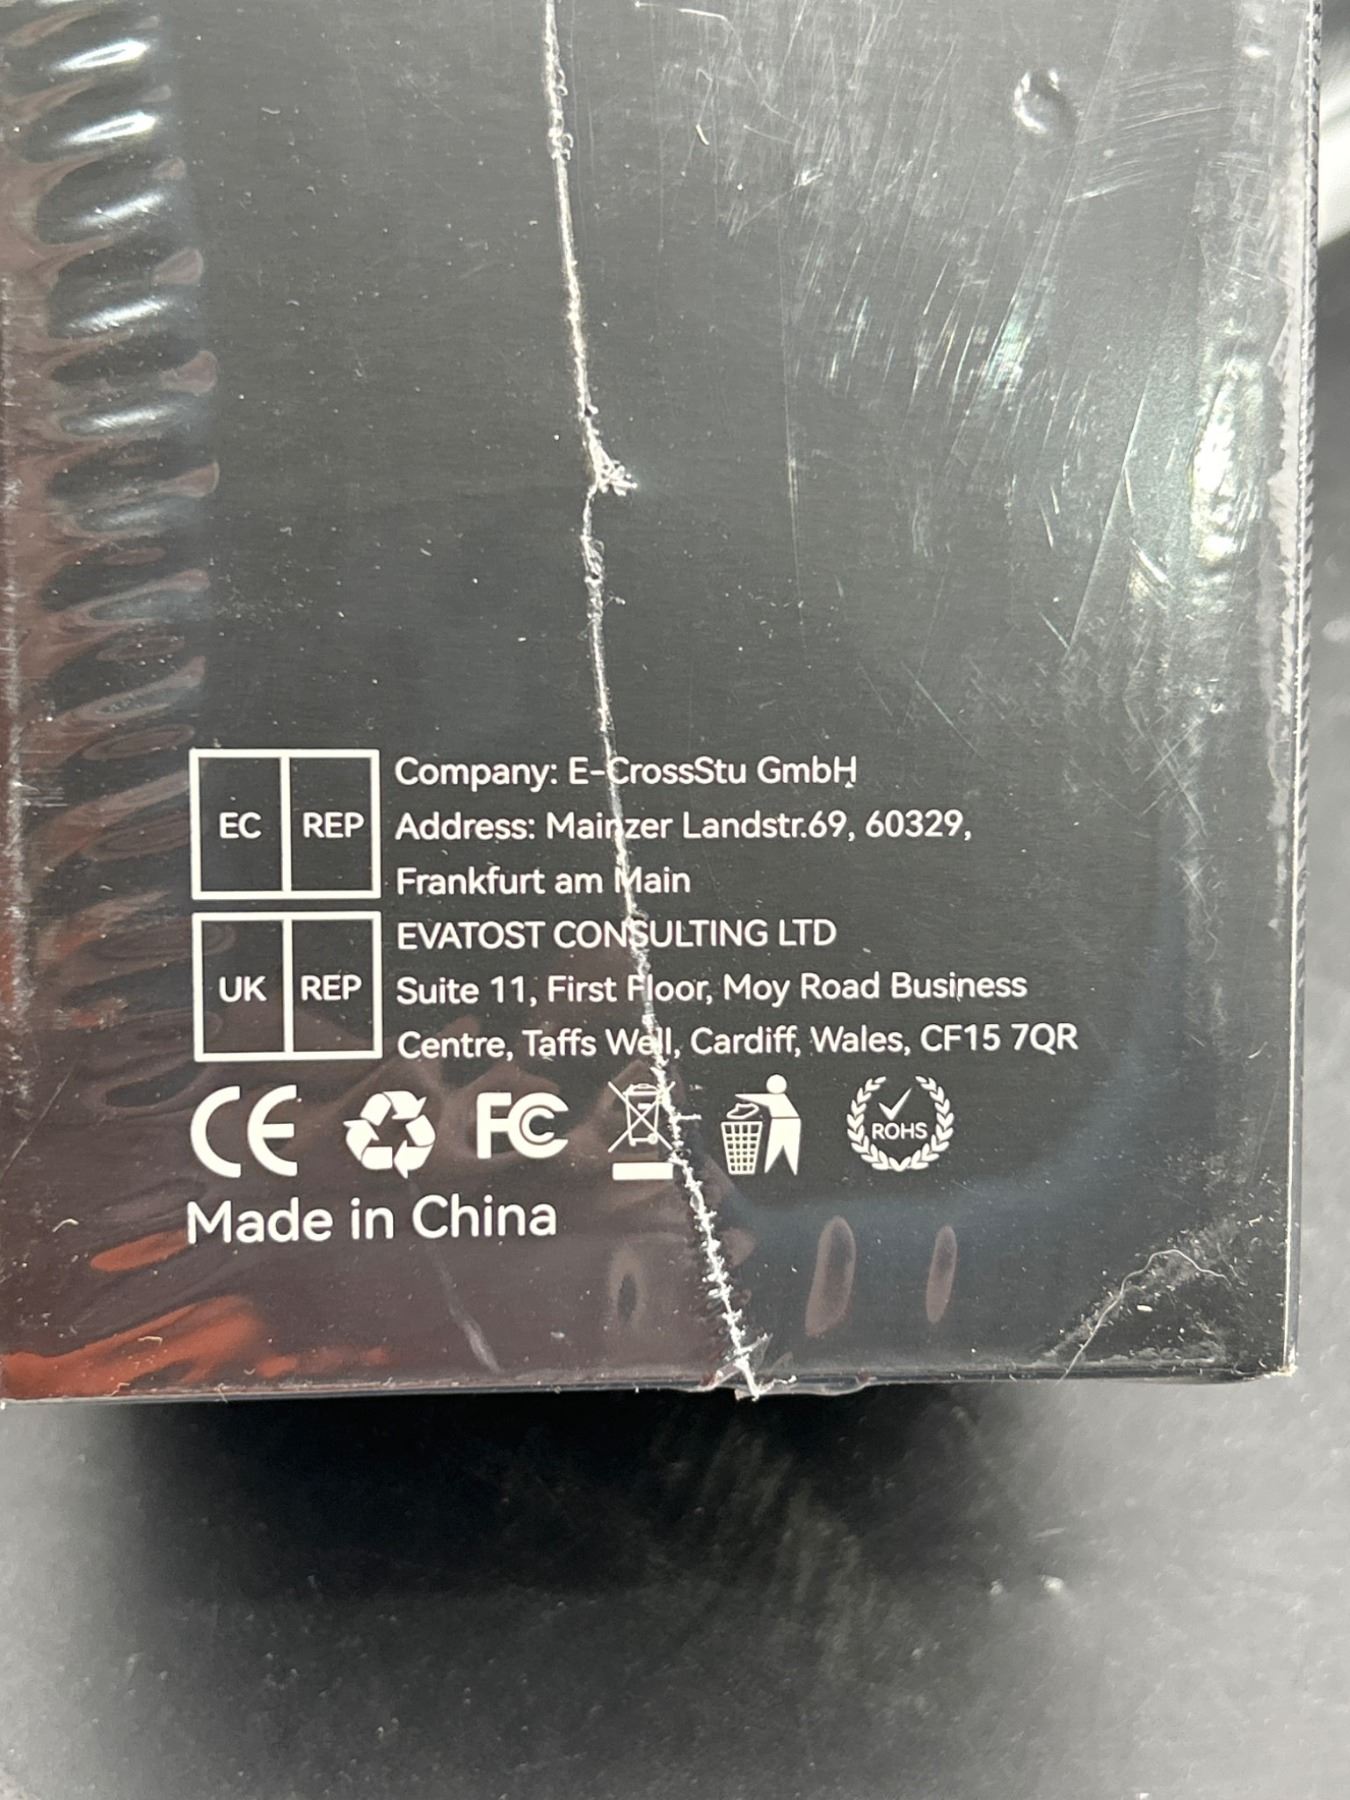 EC REP
Company: E-CrossStu GmbH
Address: Mainzer Landstr.69, 60329,
Frankfurt am Main
UK REP
EVATOST CONSULTING LTD
Suite 11, First Floor, Moy Road Business
Centre, Taffs Well, Cardiff, Wales, CF15 7QR
CE FC ROHS
Made in China